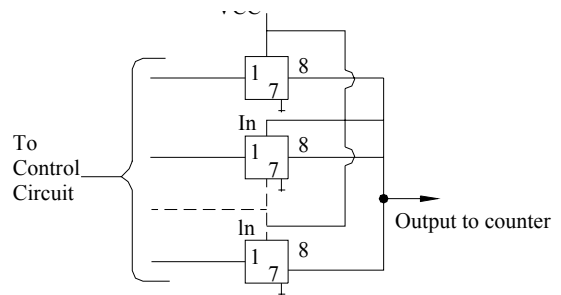 1 8
7
In
1 8
7
To
Control
Circuit
ln
1 8
7
Output to counter